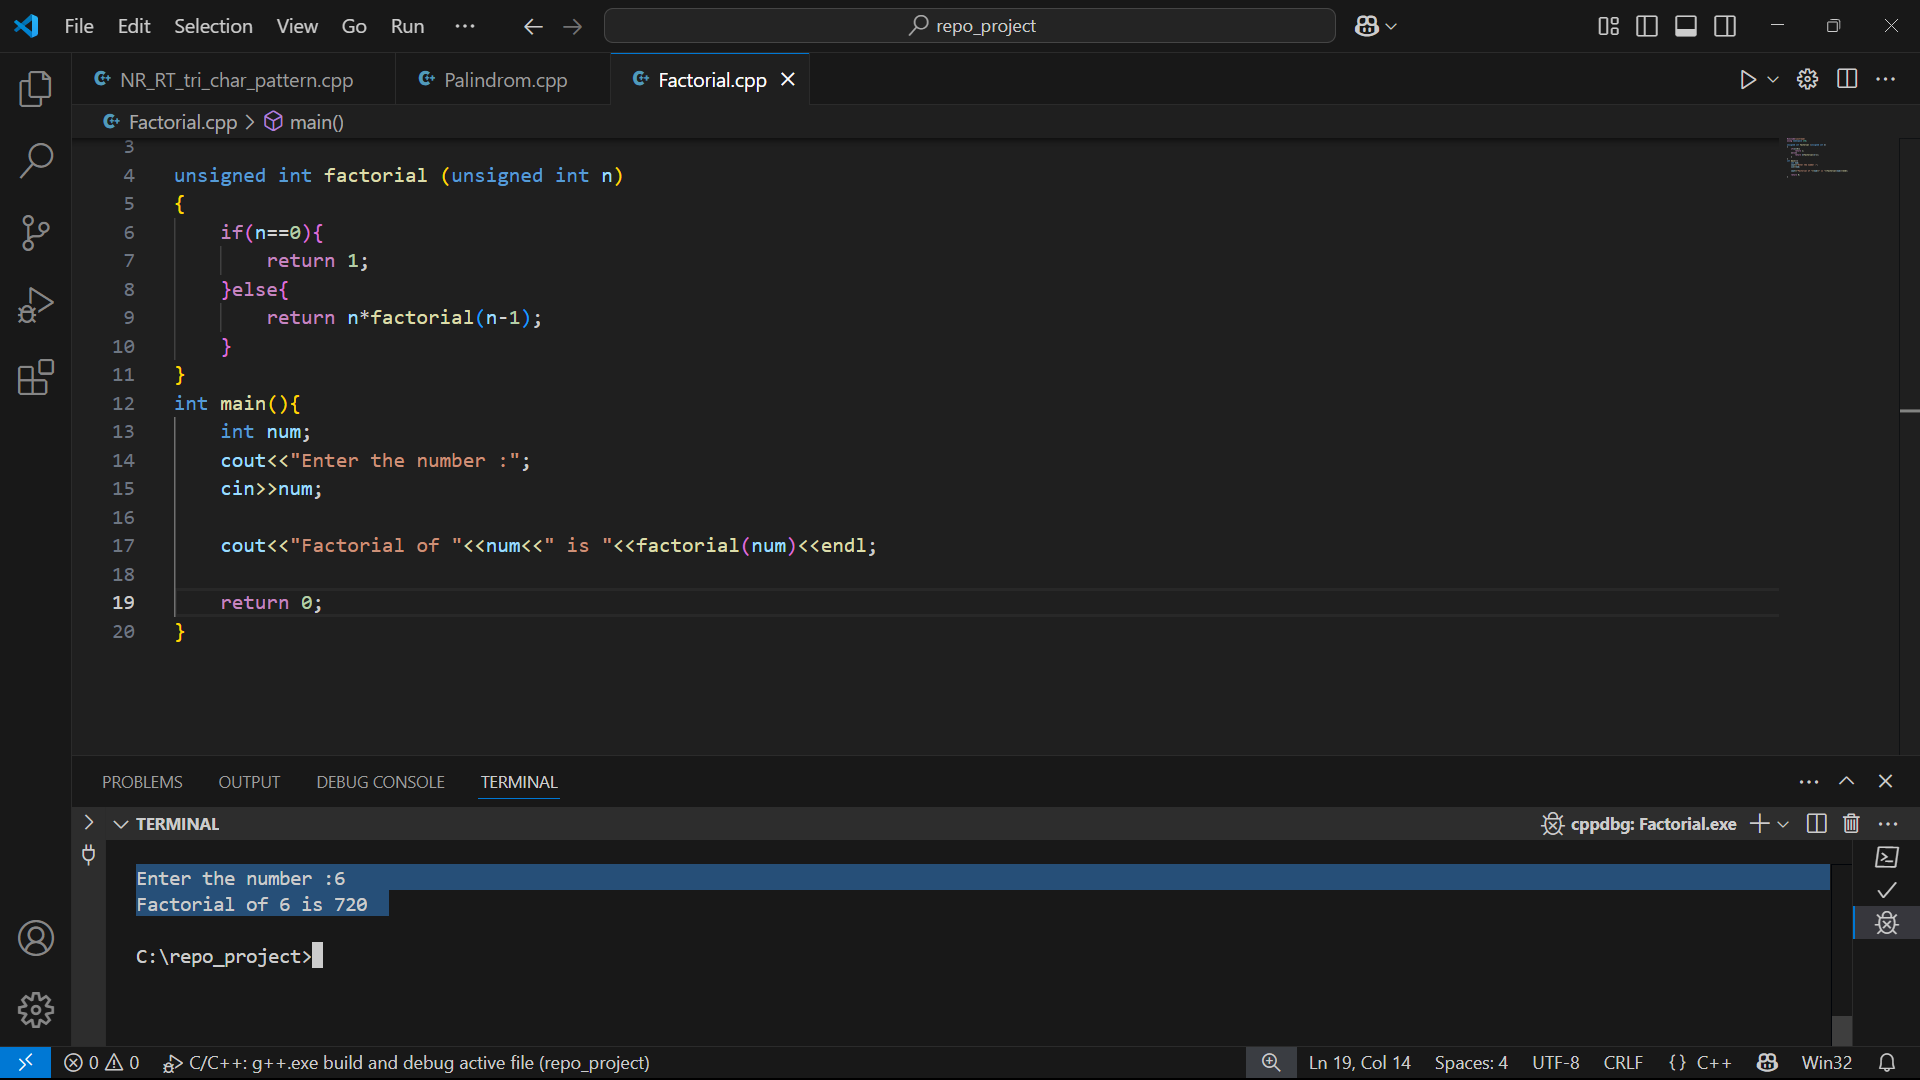 File Edit Selection View Go Run ··· repo_project
NR_RT_tri_char_pattern.cpp Palindrom.cpp Factorial.cpp
Factorial.cpp > main()
3
4 unsigned int factorial (unsigned int n)
5 {
6 if(n==0){
7 return 1;
8 }else{
9 return n*factorial(n-1);
10 }
11 }
12 int main(){
13 int num;
14 cout<<"Enter the number :";
15 cin>>num;
16
17 cout<<"Factorial of "<<num<<" is "<<factorial(num)<<endl;
18
19 return 0;
20 }
PROBLEMS OUTPUT DEBUG CONSOLE TERMINAL
TERMINAL cppdbg: Factorial.exe
Enter the number :6
Factorial of 6 is 720
C:\repo_project>
0 0 C/C++: g++.exe build and debug active file (repo_project) Ln 19, Col 14 Spaces: 4 UTF-8 CRLF {} C++ Win32